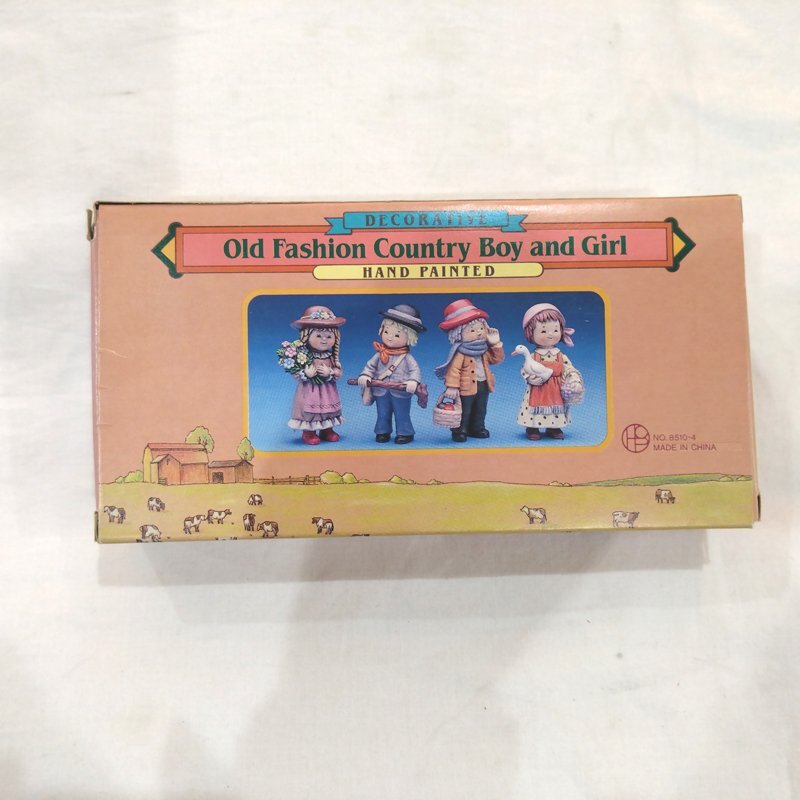 DECORATIVE
Old Fashion Country Boy and Girl
HAND PAINTED
NO. 8510-4
MADE IN CHINA